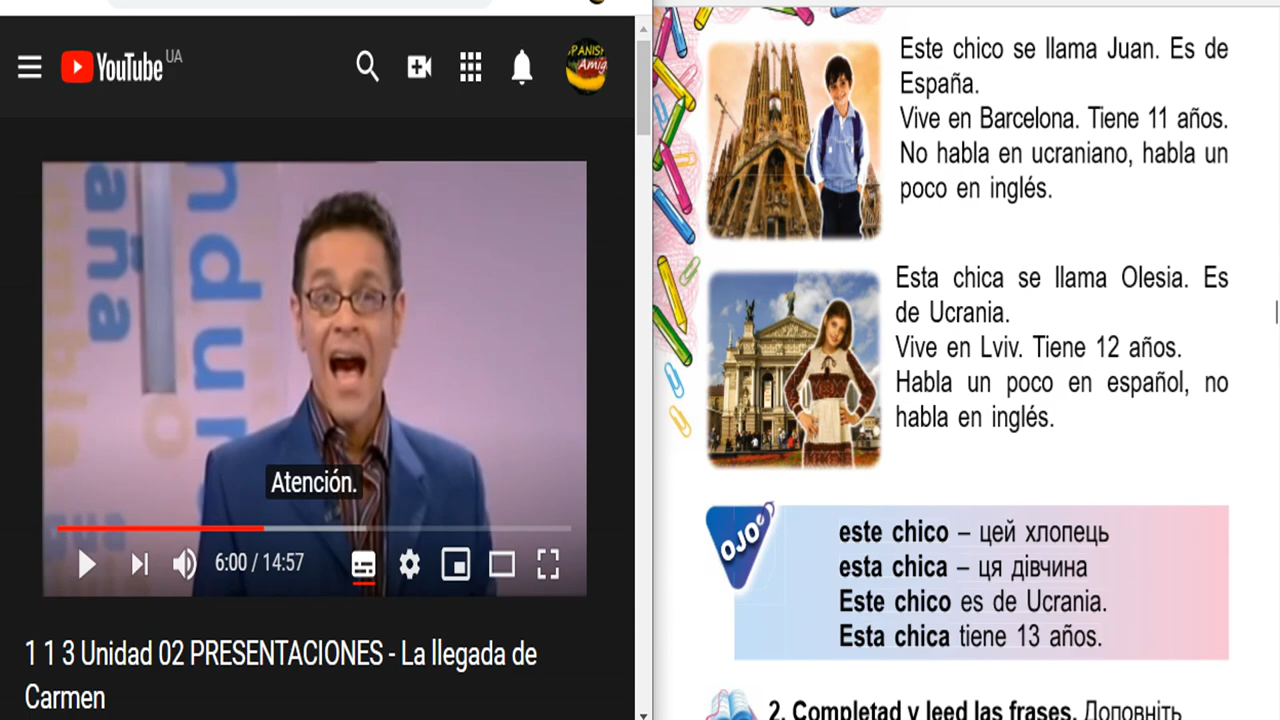 YouTube UA
SPANISH
Amigo
aña
ndur
Atención.
6:00 / 14:57
1 1 3 Unidad 02 PRESENTACIONES - La llegada de
Carmen
Este chico se llama Juan. Es de
España.
Vive en Barcelona. Tiene 11 años.
No habla en ucraniano, habla un
poco en inglés.
Esta chica se llama Olesia. Es
de Ucrania.
Vive en Lviv. Tiene 12 años.
Habla un poco en español, no
habla en inglés.
OJO
este chico – цей хлопець
esta chica – ця дівчина
Este chico es de Ucrania.
Esta chica tiene 13 años.
2. Completad y leed las frases. Доповніть